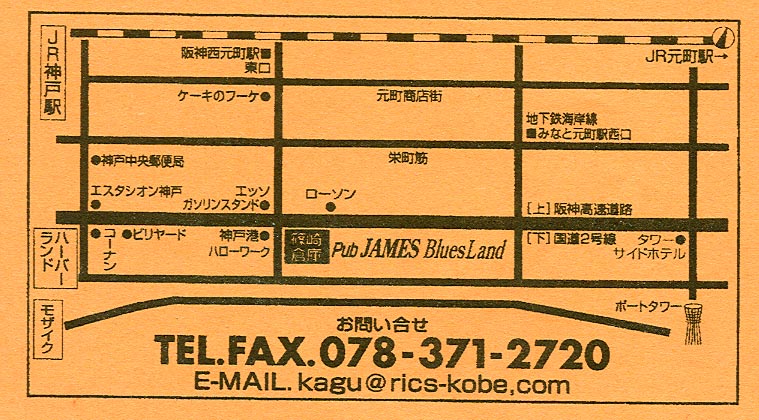 JR神戸駅
阪神西元町駅■
東口
JR元町駅→
ケーキのフーケ●
元町商店街
地下鉄海岸線
■みなと元町駅西口
●神戸中央郵便局
栄町筋
エスタシオン神戸
●
エッソ
ガソリンスタンド●
ローソン
●
[上] 阪神高速道路
ハーバーランド
●コーナン
●ビリヤード
神戸港●
ハローワーク
篠崎倉庫
Pub JAMES BluesLand
[下] 国道2号線
タワー●
サイドホテル
モザイク
ポートタワー
お問い合せ
TEL.FAX.078-371-2720
E-MAIL.kagu@rics-kobe,com